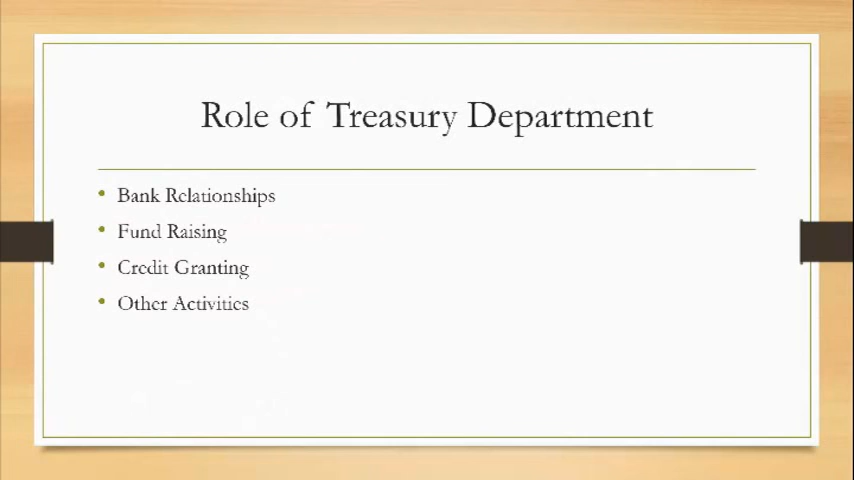 Role of Treasury Department
• Bank Relationships
• Fund Raising
• Credit Granting
• Other Activities